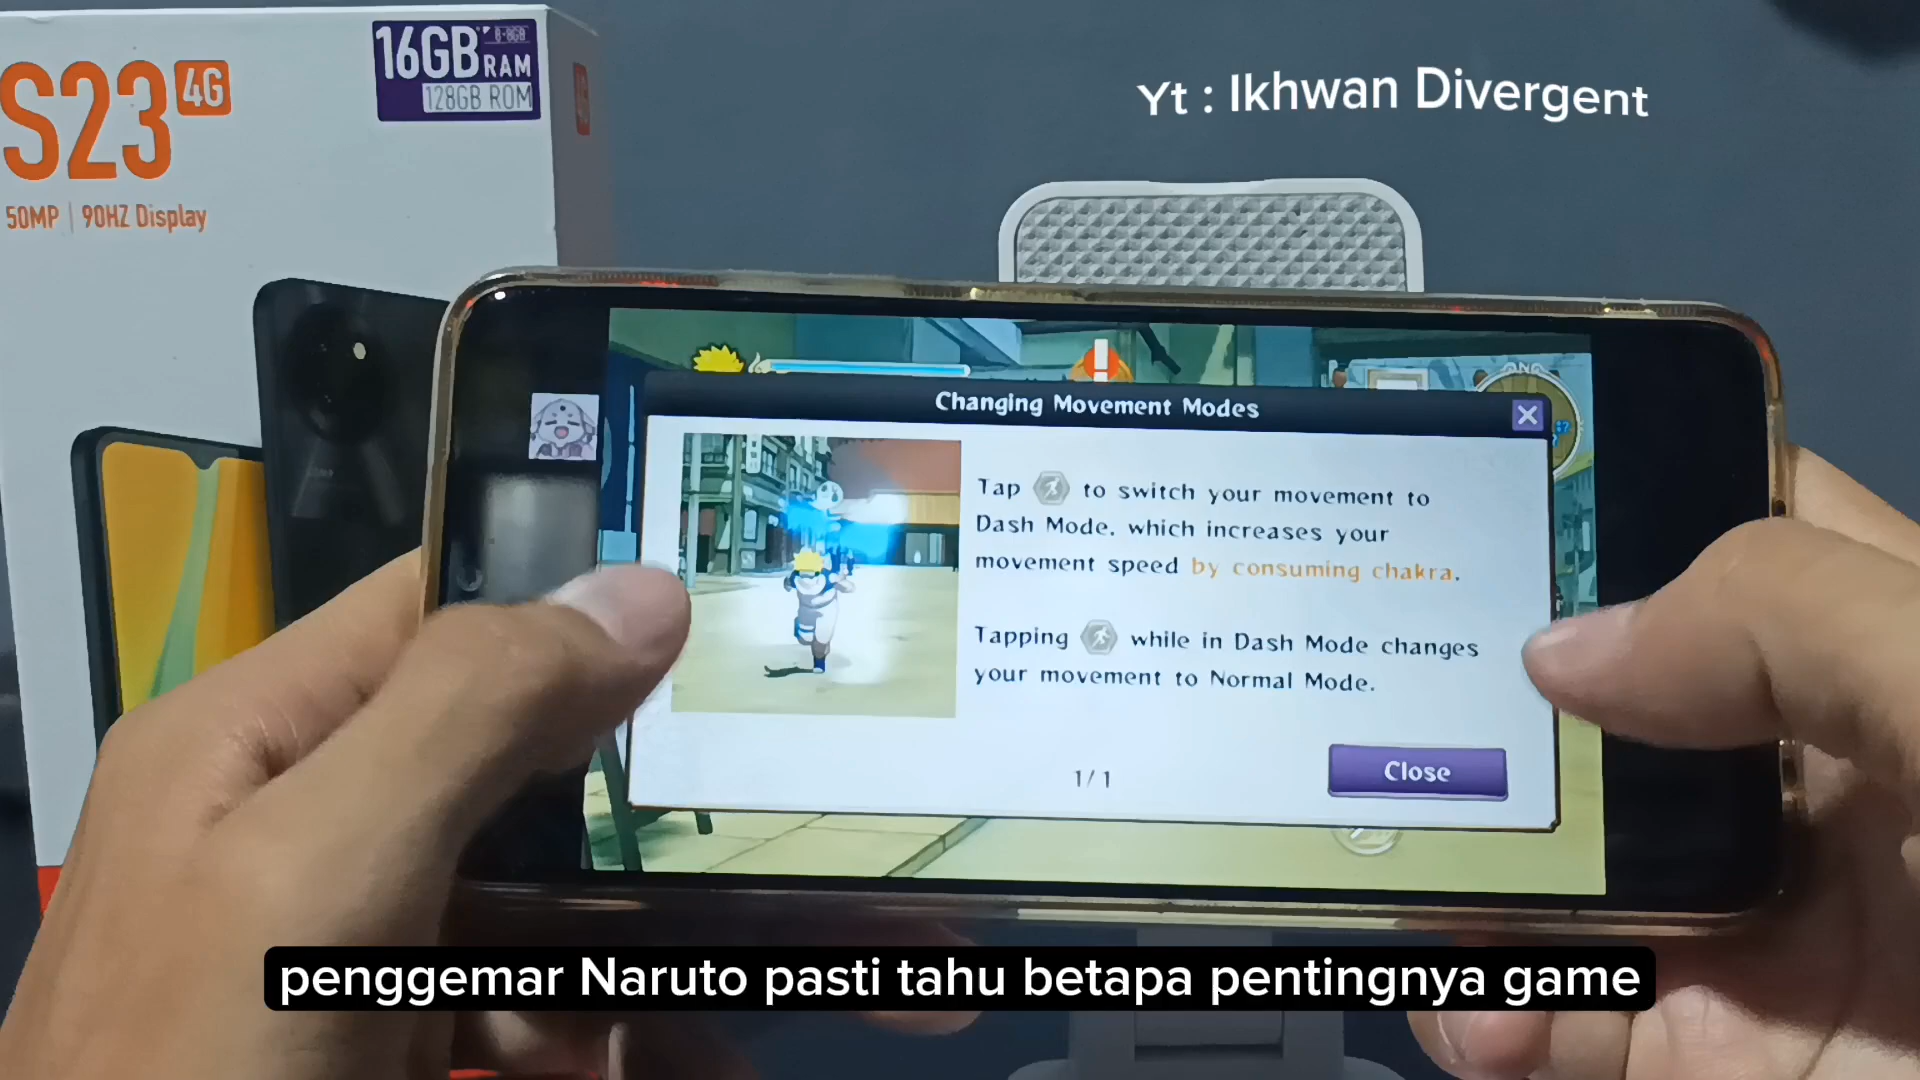 S23 4G
16GB RAM
8+8GB
128GB ROM
50MP | 90HZ Display
Yt : Ikhwan Divergent
Changing Movement Modes
Tap to switch your movement to
Dash Mode, which increases your
movement speed by consuming chakra.
Tapping while in Dash Mode changes
your movement to Normal Mode.
1/1
Close
penggemar Naruto pasti tahu betapa pentingnya game